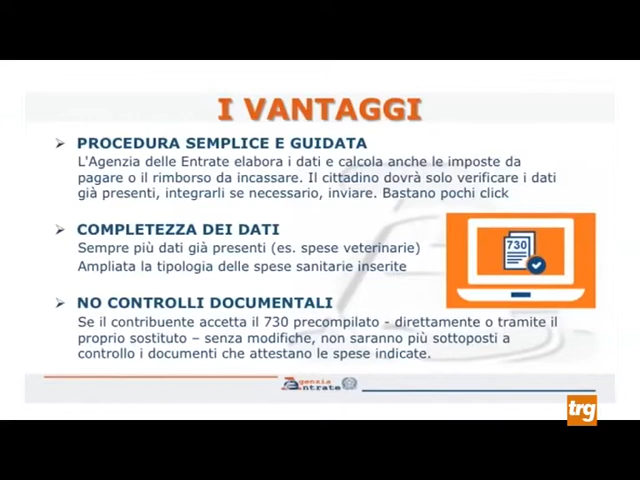 I VANTAGGI
➢ PROCEDURA SEMPLICE E GUIDATA
L'Agenzia delle Entrate elabora i dati e calcola anche le imposte da
pagare o il rimborso da incassare. Il cittadino dovrà solo verificare i dati
già presenti, integrarli se necessario, inviare. Bastano pochi click
➢ COMPLETEZZA DEI DATI
Sempre più dati già presenti (es. spese veterinarie)
Ampliata la tipologia delle spese sanitarie inserite
730
➢ NO CONTROLLI DOCUMENTALI
Se il contribuente accetta il 730 precompilato - direttamente o tramite il
proprio sostituto – senza modifiche, non saranno più sottoposti a
controllo i documenti che attestano le spese indicate.
Agenzia
Entrate
trg